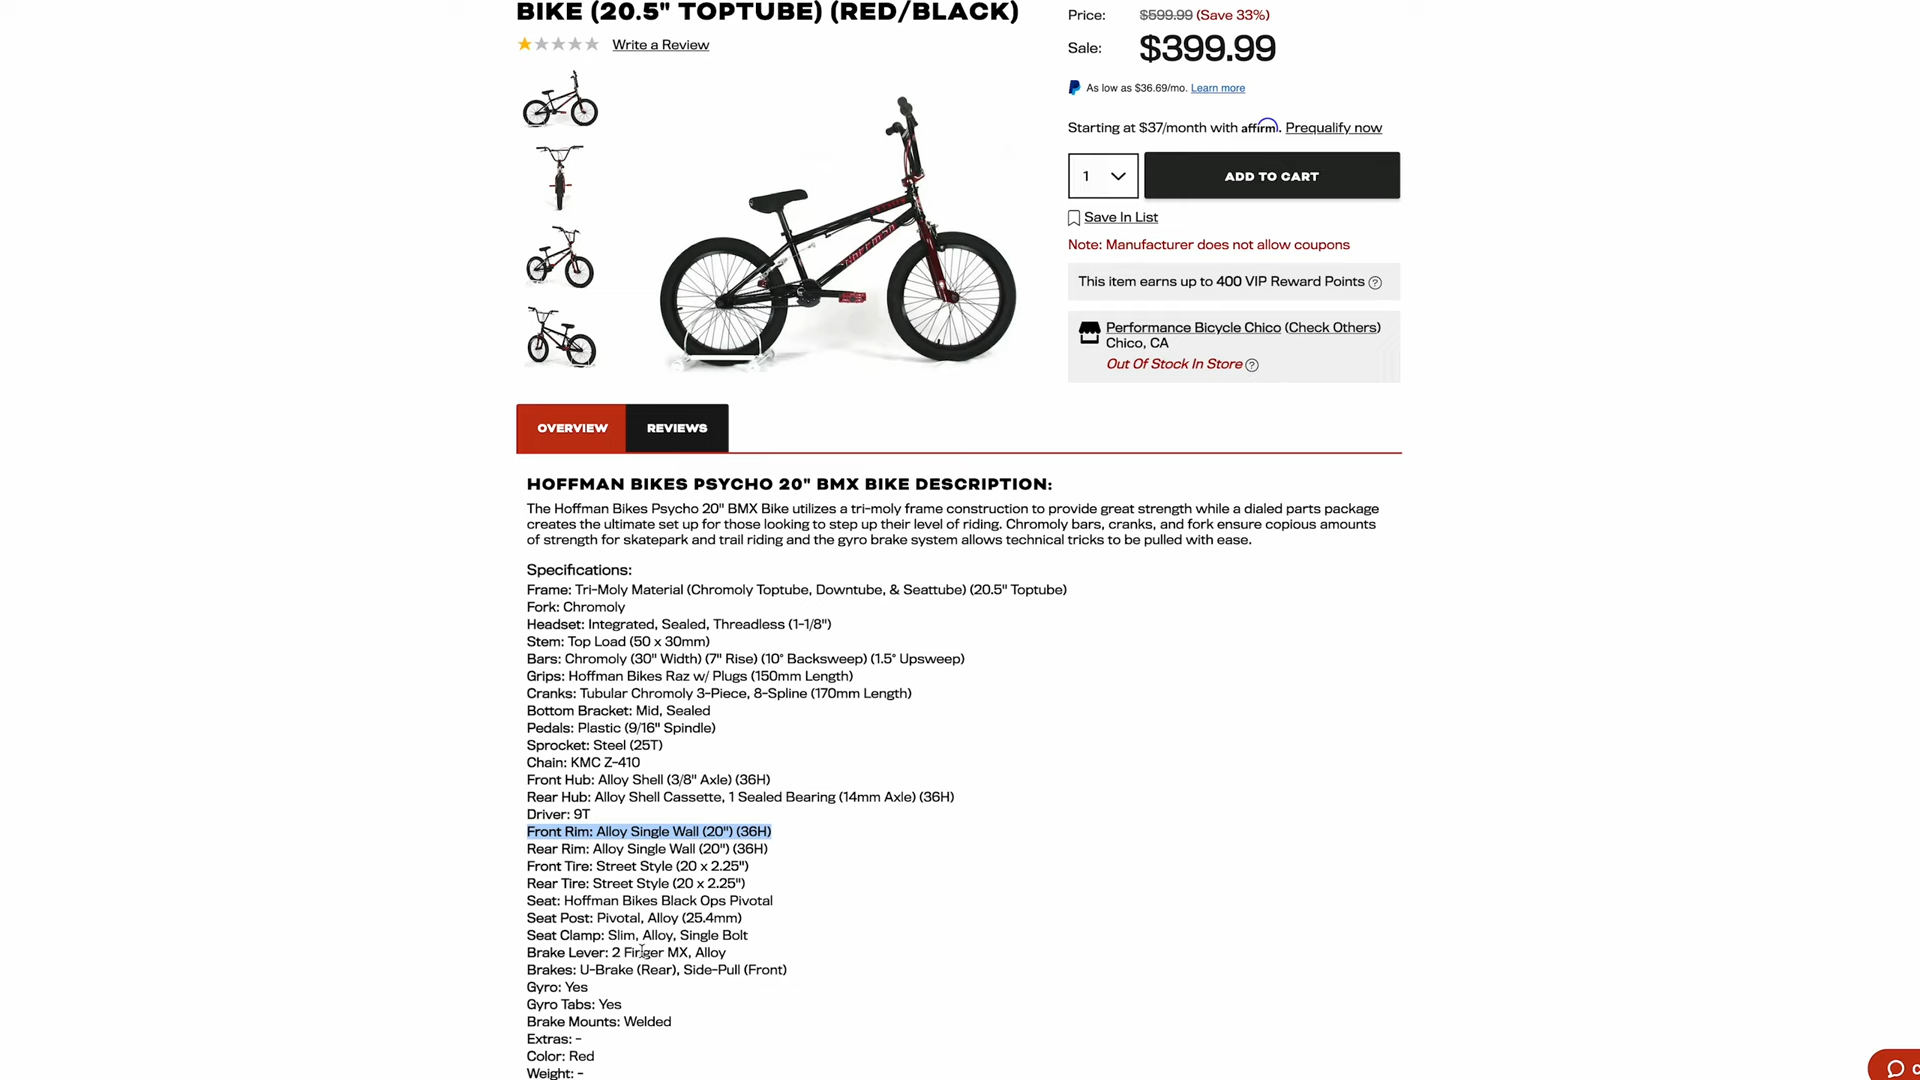 BIKE (20.5" TOPTUBE) (RED/BLACK)
Write a Review
Price: $599.99 (Save 33%)
Sale: $399.99
As low as $36.69/mo. Learn more
Starting at $37/month with affirm. Prequalify now
1
ADD TO CART
Save In List
Note: Manufacturer does not allow coupons
This item earns up to 400 VIP Reward Points ?
Performance Bicycle Chico (Check Others)
Chico, CA
Out Of Stock In Store ?
OVERVIEW
REVIEWS
HOFFMAN BIKES PSYCHO 20" BMX BIKE DESCRIPTION:
The Hoffman Bikes Psycho 20" BMX Bike utilizes a tri-moly frame construction to provide great strength while a dialed parts package
creates the ultimate set up for those looking to step up their level of riding. Chromoly bars, cranks, and fork ensure copious amounts
of strength for skatepark and trail riding and the gyro brake system allows technical tricks to be pulled with ease.
Specifications:
Frame: Tri-Moly Material (Chromoly Toptube, Downtube, & Seattube) (20.5" Toptube)
Fork: Chromoly
Headset: Integrated, Sealed, Threadless (1-1/8")
Stem: Top Load (50 x 30mm)
Bars: Chromoly (30" Width) (7" Rise) (10° Backsweep) (1.5° Upsweep)
Grips: Hoffman Bikes Raz w/ Plugs (150mm Length)
Cranks: Tubular Chromoly 3-Piece, 8-Spline (170mm Length)
Bottom Bracket: Mid, Sealed
Pedals: Plastic (9/16" Spindle)
Sprocket: Steel (25T)
Chain: KMC Z-410
Front Hub: Alloy Shell (3/8" Axle) (36H)
Rear Hub: Alloy Shell Cassette, 1 Sealed Bearing (14mm Axle) (36H)
Driver: 9T
Front Rim: Alloy Single Wall (20") (36H)
Rear Rim: Alloy Single Wall (20") (36H)
Front Tire: Street Style (20 x 2.25")
Rear Tire: Street Style (20 x 2.25")
Seat: Hoffman Bikes Black Ops Pivotal
Seat Post: Pivotal, Alloy (25.4mm)
Seat Clamp: Slim, Alloy, Single Bolt
Brake Lever: 2 Finger MX, Alloy
Brakes: U-Brake (Rear), Side-Pull (Front)
Gyro: Yes
Gyro Tabs: Yes
Brake Mounts: Welded
Extras: -
Color: Red
Weight: -